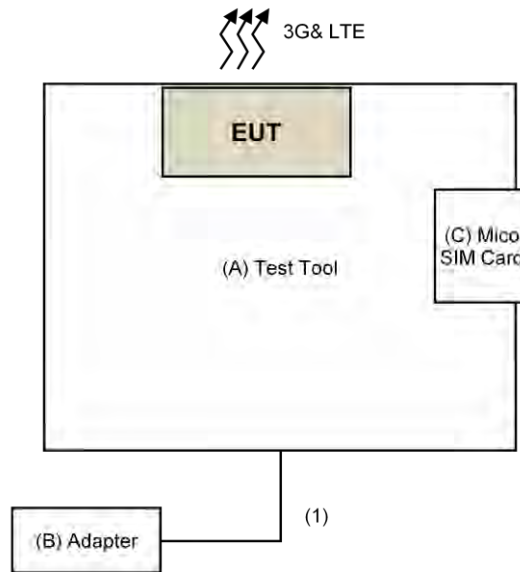 3G& LTE
EUT
(C) Mico
SIM Card
(A) Test Tool
(1)
(B) Adapter